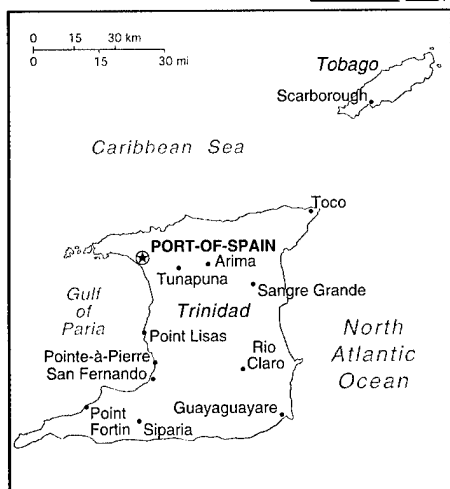 0 15 30 km
0 15 30 mi
Tobago
Scarborough
Caribbean Sea
Toco
PORT-OF-SPAIN
Arima
Tunapuna
Sangre Grande
Gulf
of
Paria
Trinidad
Point Lisas
North
Atlantic
Ocean
Pointe-à-Pierre
San Fernando
Rio
Claro
Point
Fortin
Siparia
Guayaguayare